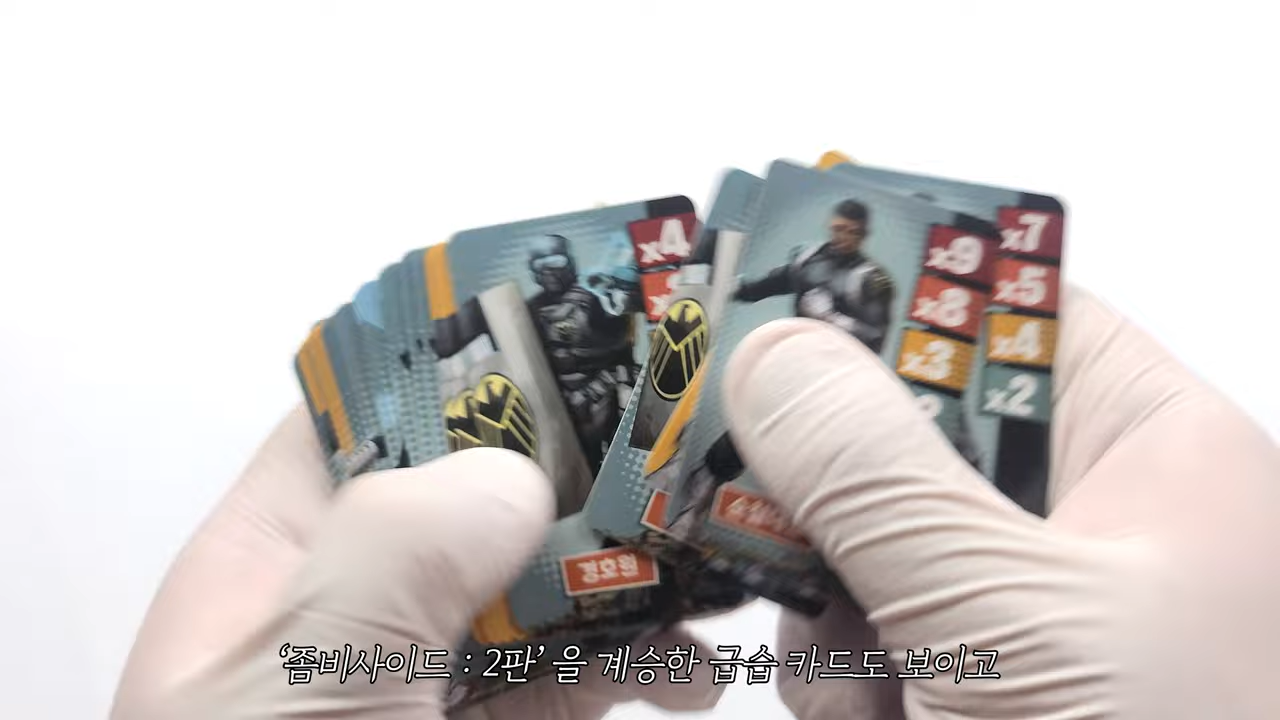 x4
x9
x8
x3
x7
x5
x4
x2
경호원
‘좀비사이드 : 2판’ 을 계승한 급습 카드도 보이고